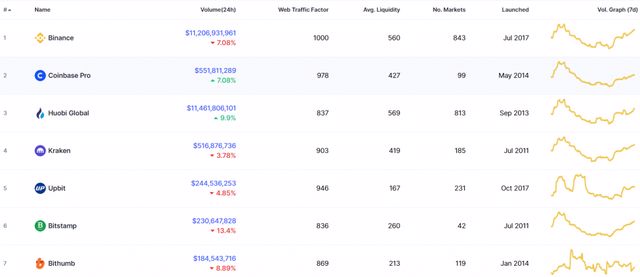 # Name Volume(24h) Web Traffic Factor Avg. Liquidity No. Markets Launched Vol. Graph (7d)
1 Binance $11,206,931,961 1000 560 843 Jul 2017
7.08%
2 Coinbase Pro $551,811,289 978 427 99 May 2014
7.08%
3 Huobi Global $11,461,806,101 837 569 813 Sep 2013
9.9%
4 Kraken $516,876,736 903 419 185 Jul 2011
3.78%
5 UP Upbit $244,536,253 946 167 231 Oct 2017
4.85%
6 B Bitstamp $230,647,828 836 260 42 Jul 2011
13.4%
7 Bithumb $184,543,716 869 213 119 Jan 2014
8.89%